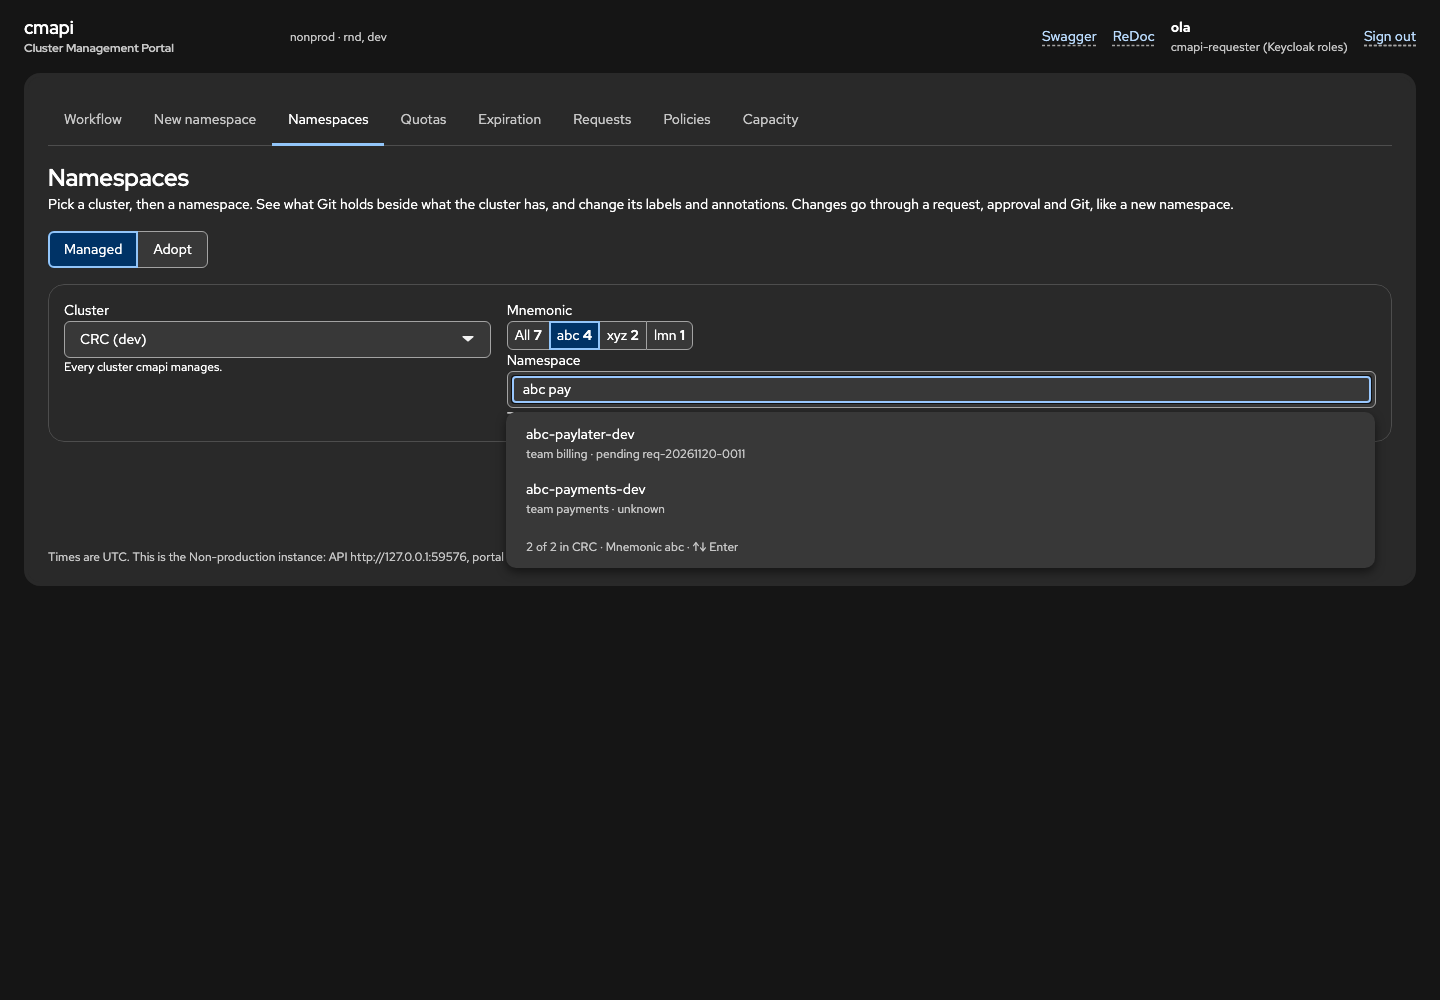 cmapi
Cluster Management Portal
nonprod · rnd, dev
Swagger
ReDoc
ola
cmapi-requester (Keycloak roles)
Sign out
Workflow
New namespace
Namespaces
Quotas
Expiration
Requests
Policies
Capacity
Namespaces
Pick a cluster, then a namespace. See what Git holds beside what the cluster has, and change its labels and annotations. Changes go through a request, approval and Git, like a new namespace.
Managed
Adopt
Cluster
CRC (dev)
Every cluster cmapi manages.
Mnemonic
All 7
abc 4
xyz 2
lmn 1
Namespace
abc pay
abc-paylater-dev
team billing · pending req-20261120-0011
abc-payments-dev
team payments · unknown
2 of 2 in CRC · Mnemonic abc · ↑↓ Enter
Times are UTC. This is the Non-production instance: API http://127.0.0.1:59576, portal